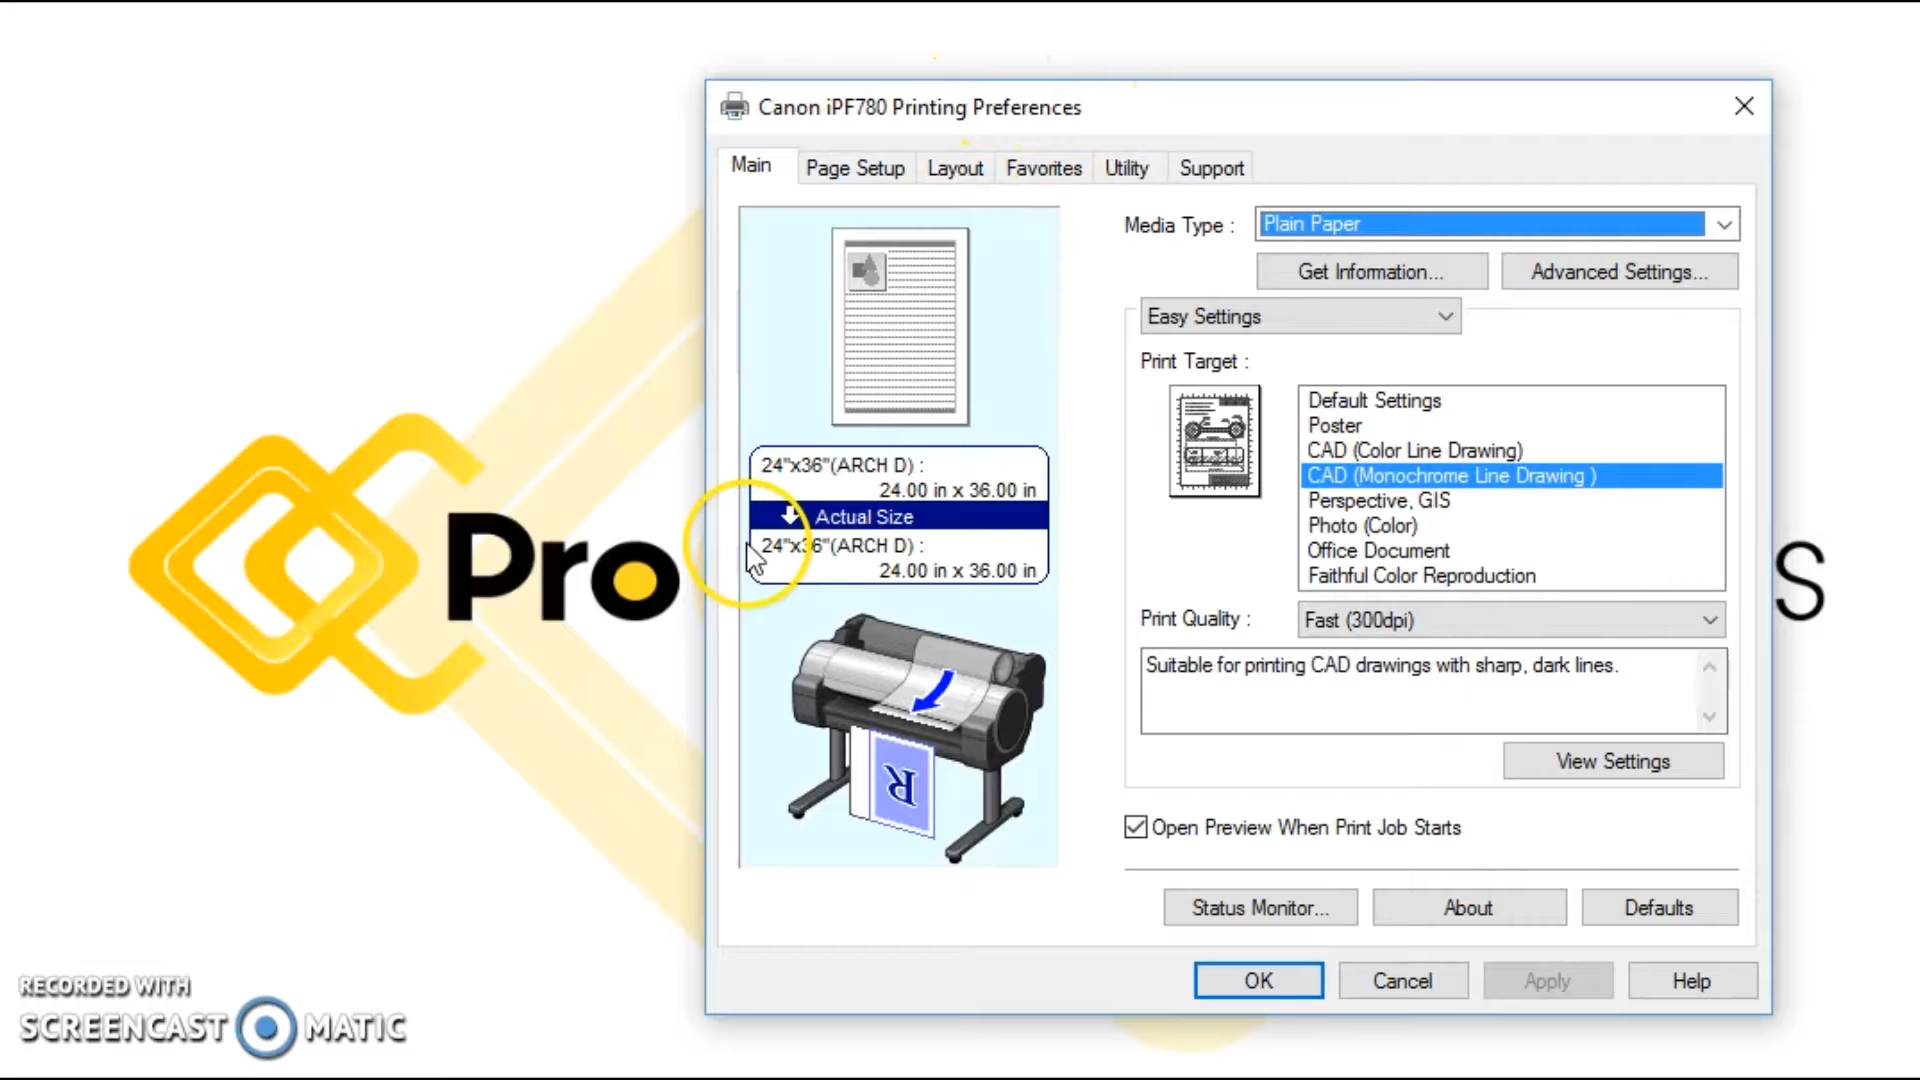 Canon iPF780 Printing Preferences
Main
Page Setup
Layout
Favorites
Utility
Support
Media Type :
Plain Paper
Get Information...
Advanced Settings...
Easy Settings
Print Target :
Default Settings
Poster
CAD (Color Line Drawing)
CAD (Monochrome Line Drawing )
Perspective, GIS
Photo (Color)
Office Document
Faithful Color Reproduction
24"x36"(ARCH D) :
24.00 in x 36.00 in
Actual Size
24"x36"(ARCH D) :
24.00 in x 36.00 in
R
Print Quality :
Fast (300dpi)
Suitable for printing CAD drawings with sharp, dark lines.
View Settings
Open Preview When Print Job Starts
Status Monitor...
About
Defaults
OK
Cancel
Apply
Help
Pro
S
RECORDED WITH
SCREENCAST MATIC